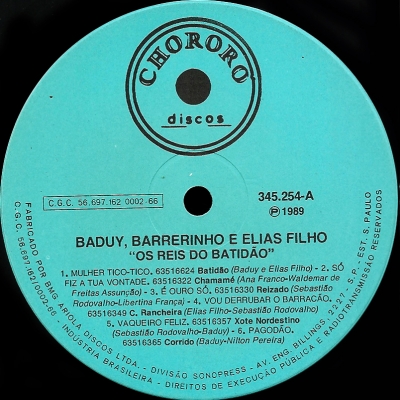 CHORORO
discos
C.G.C. 56.697.162 0002-66
345.254-A
Ⓟ 1989
BADUY, BARRERINHO E ELIAS FILHO
"OS REIS DO BATIDÃO"
1. MULHER TICO-TICO. 63516624 Batidão (Baduy e Elias Filho) - 2. SÓ
FIZ A TUA VONTADE. 63516322 Chamamé (Ana Franco-Waldemar de
Freitas Assunção) - 3. É OURO SÓ. 63516330 Reizado (Sebastião
Rodovalho-Libertina França) - 4. VOU DERRUBAR O BARRACÃO.
63516349 C. Rancheira (Elias Filho-Sebastião Rodovalho)
5. VAQUEIRO FELIZ. 63516357 Xote Nordestino
(Sebastião Rodovalho-Baduy) - 6. PAGODÃO.
63516365 Corrido (Baduy-Nilton Pereira)
FABRICADO POR BMG ARIOLA DISCOS LTDA. - DIVISÃO SONOPRESS - AV. ENG. BILLINGS, 2227 - S.P. - EST. S. PAULO
C.G.C. 56.697.162/0002-66 - INDÚSTRIA BRASILEIRA - DIREITOS DE EXECUÇÃO PÚBLICA E RADIOTRANSMISSÃO RESERVADOS